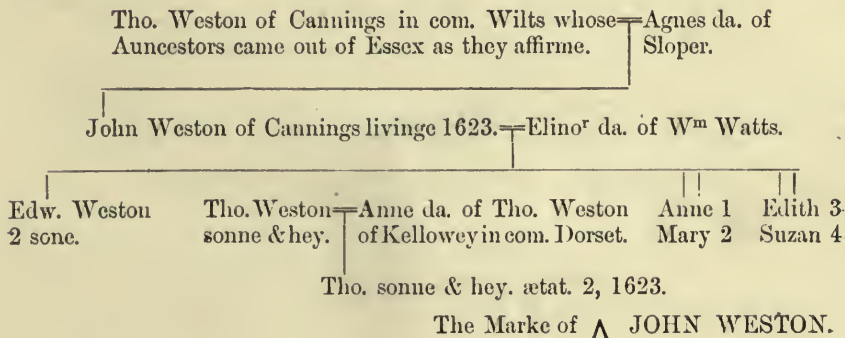 Tho. Weston of Cannings in com. Wilts whose Auncestors came out of Essex as they affirme.
Agnes da. of Sloper.
John Weston of Cannings livinge 1623.
Elinoʳ da. of Wᵐ Watts.
Edw. Weston
2 sone.
Tho. Weston
sonne & hey.
Anne da. of Tho. Weston
of Kellowey in com. Dorset.
Anne 1
Mary 2
Edith 3
Suzan 4
Tho. sonne & hey. ætat. 2, 1623.
The Marke of Λ JOHN WESTON.